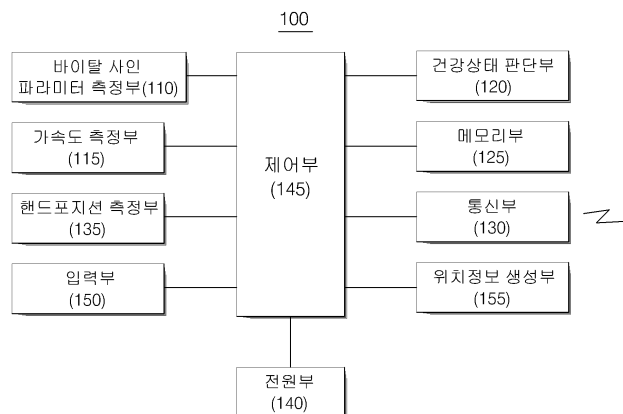 100
바이탈 사인
파라미터 측정부(110)
가속도 측정부
(115)
핸드포지션 측정부
(135)
입력부
(150)
제어부
(145)
건강상태 판단부
(120)
메모리부
(125)
통신부
(130)
위치정보 생성부
(155)
전원부
(140)